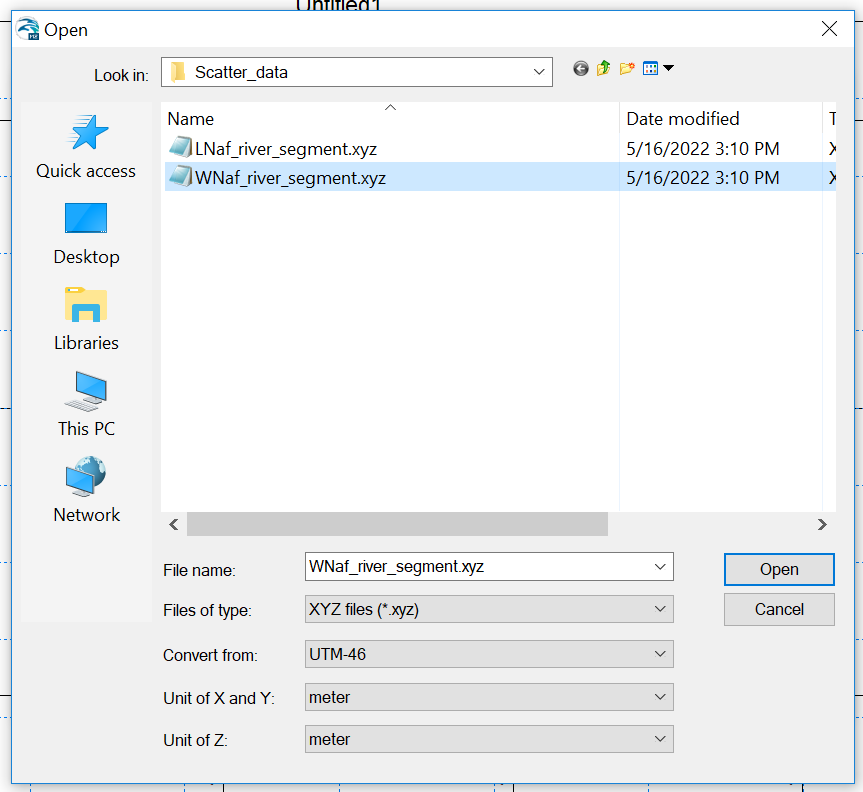 Untitled1
Open
Look in: Scatter_data
Name Date modified
LNaf_river_segment.xyz 5/16/2022 3:10 PM X
WNaf_river_segment.xyz 5/16/2022 3:10 PM X
Quick access
Desktop
Libraries
This PC
Network
File name: WNaf_river_segment.xyz Open
Files of type: XYZ files (*.xyz) Cancel
Convert from: UTM-46
Unit of X and Y: meter
Unit of Z: meter